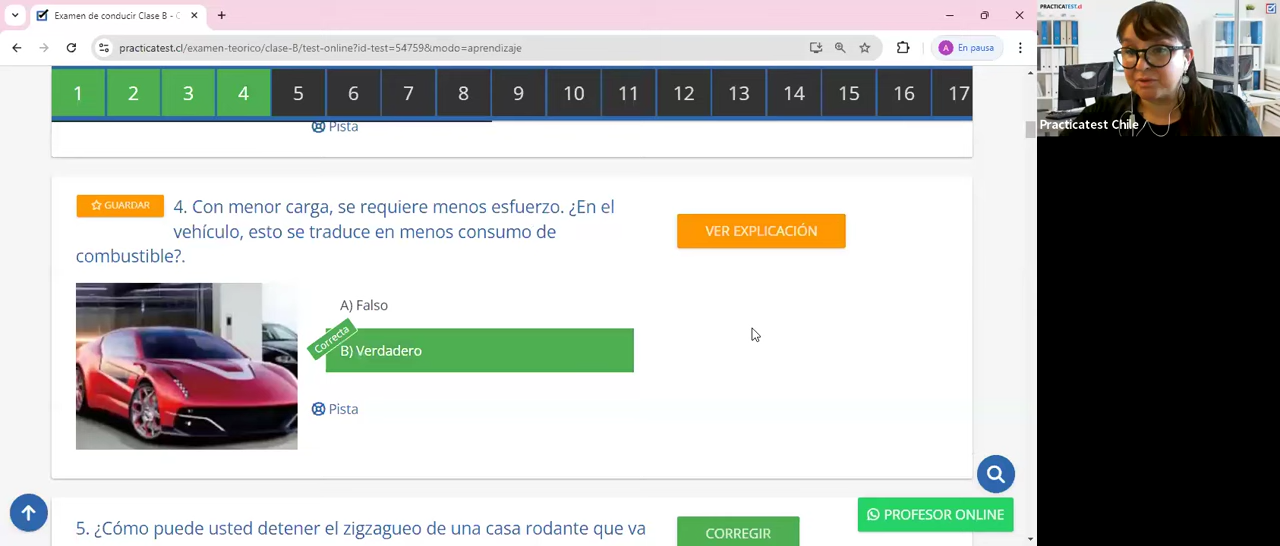 Examen de conducir Clase B - C
practicatest.cl/examen-teorico/clase-B/test-online?id-test=54759&modo=aprendizaje
A
En pausa
PRACTICATEST.cl
Practicatest Chile
1 2 3 4 5 6 7 8 9 10 11 12 13 14 15 16 17
Pista
GUARDAR
4. Con menor carga, se requiere menos esfuerzo. ¿En el
vehículo, esto se traduce en menos consumo de
combustible?.
VER EXPLICACIÓN
A) Falso
Correcta
B) Verdadero
Pista
PROFESOR ONLINE
5. ¿Cómo puede usted detener el zigzagueo de una casa rodante que va
CORREGIR